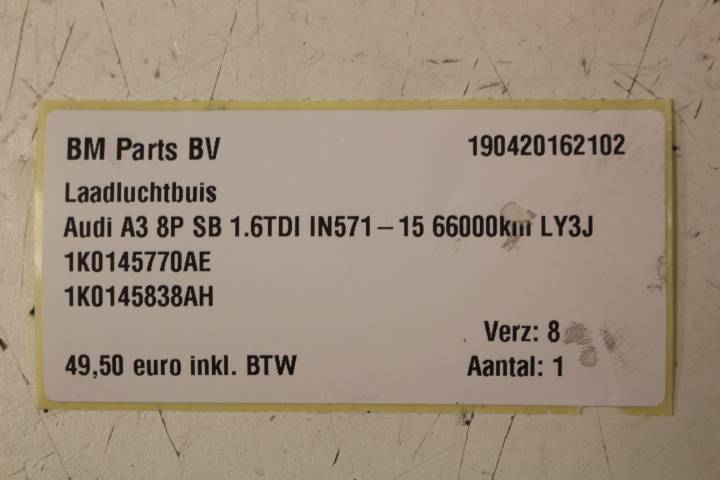 BM Parts BV 190420162102
Laadluchtbuis
Audi A3 8P SB 1.6TDI IN571-15 66000km LY3J
1K0145770AE
1K0145838AH
Verz: 8
49,50 euro inkl. BTW Aantal: 1